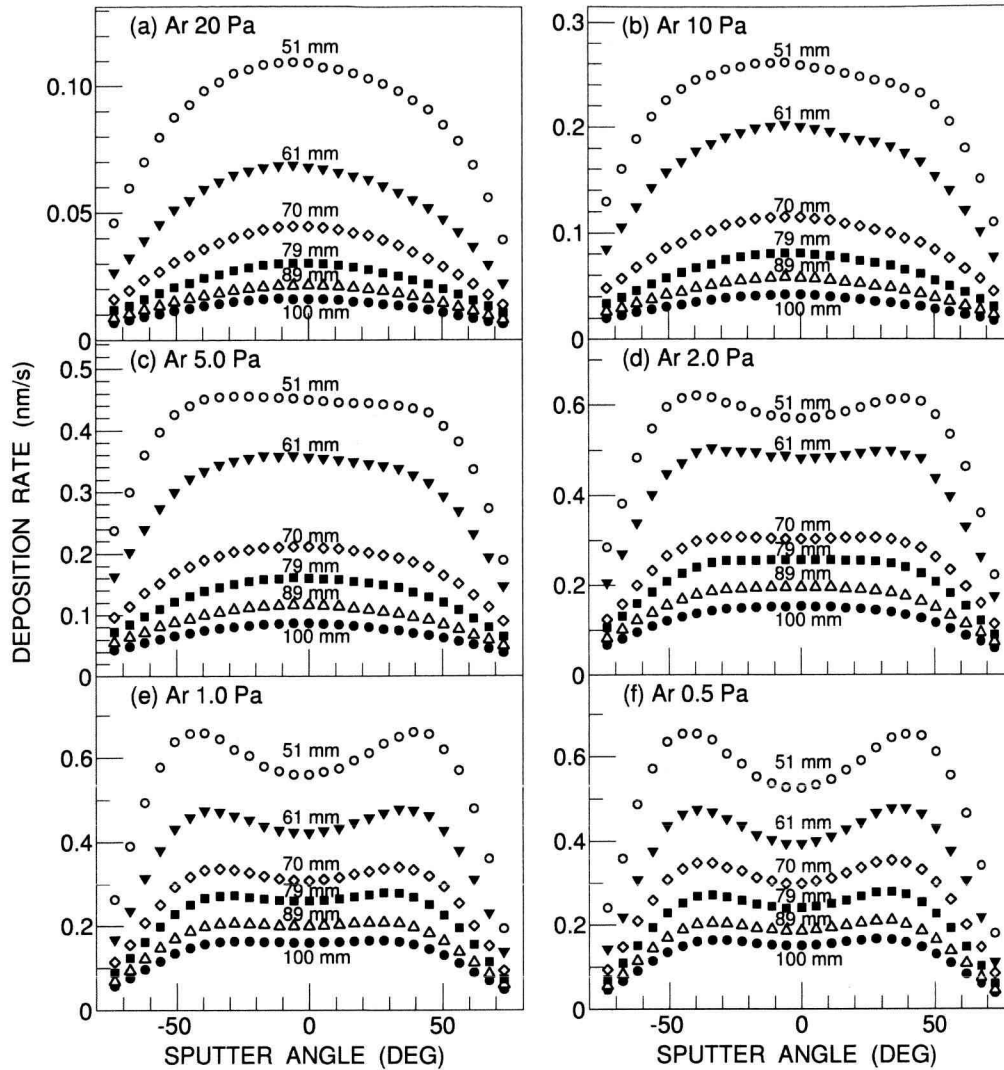 (a) Ar 20 Pa
51 mm
61 mm
70 mm
79 mm
89 mm
100 mm
0.10
0.05
0
(b) Ar 10 Pa
51 mm
61 mm
70 mm
79 mm
89 mm
100 mm
0.3
0.2
0.1
0
(c) Ar 5.0 Pa
51 mm
61 mm
70 mm
79 mm
89 mm
100 mm
0.5
0.4
0.3
0.2
0.1
0
(d) Ar 2.0 Pa
51 mm
61 mm
70 mm
79 mm
89 mm
100 mm
0.6
0.4
0.2
0
(e) Ar 1.0 Pa
51 mm
61 mm
70 mm
79 mm
89 mm
100 mm
0.6
0.4
0.2
0
(f) Ar 0.5 Pa
51 mm
61 mm
70 mm
79 mm
89 mm
100 mm
0.6
0.4
0.2
0
DEPOSITION RATE (nm/s)
-50 0 50
SPUTTER ANGLE (DEG)
-50 0 50
SPUTTER ANGLE (DEG)